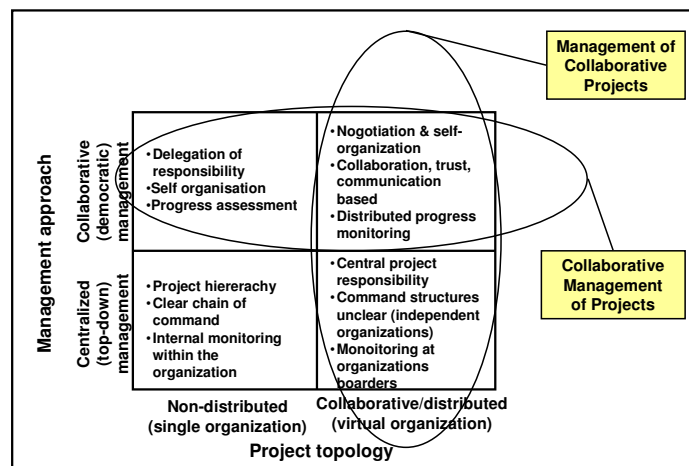 Management of
Collaborative
Projects
Management approach
Collaborative
(democratic)
management
•Delegation of
responsibility
•Self organisation
•Progress assessment
•Nogotiation & self-
organization
•Collaboration, trust,
communication
based
•Distributed progress
monitoring
Collaborative
Management
of Projects
Centralized
(top-down)
management
•Project hiererachy
•Clear chain of
command
•Internal monitoring
within the
organization
•Central project
responsibility
•Command structures
unclear (independent
organizations)
•Monoitoring at
organizations
boarders
Non-distributed
(single organization)
Collaborative/distributed
(virtual organization)
Project topology